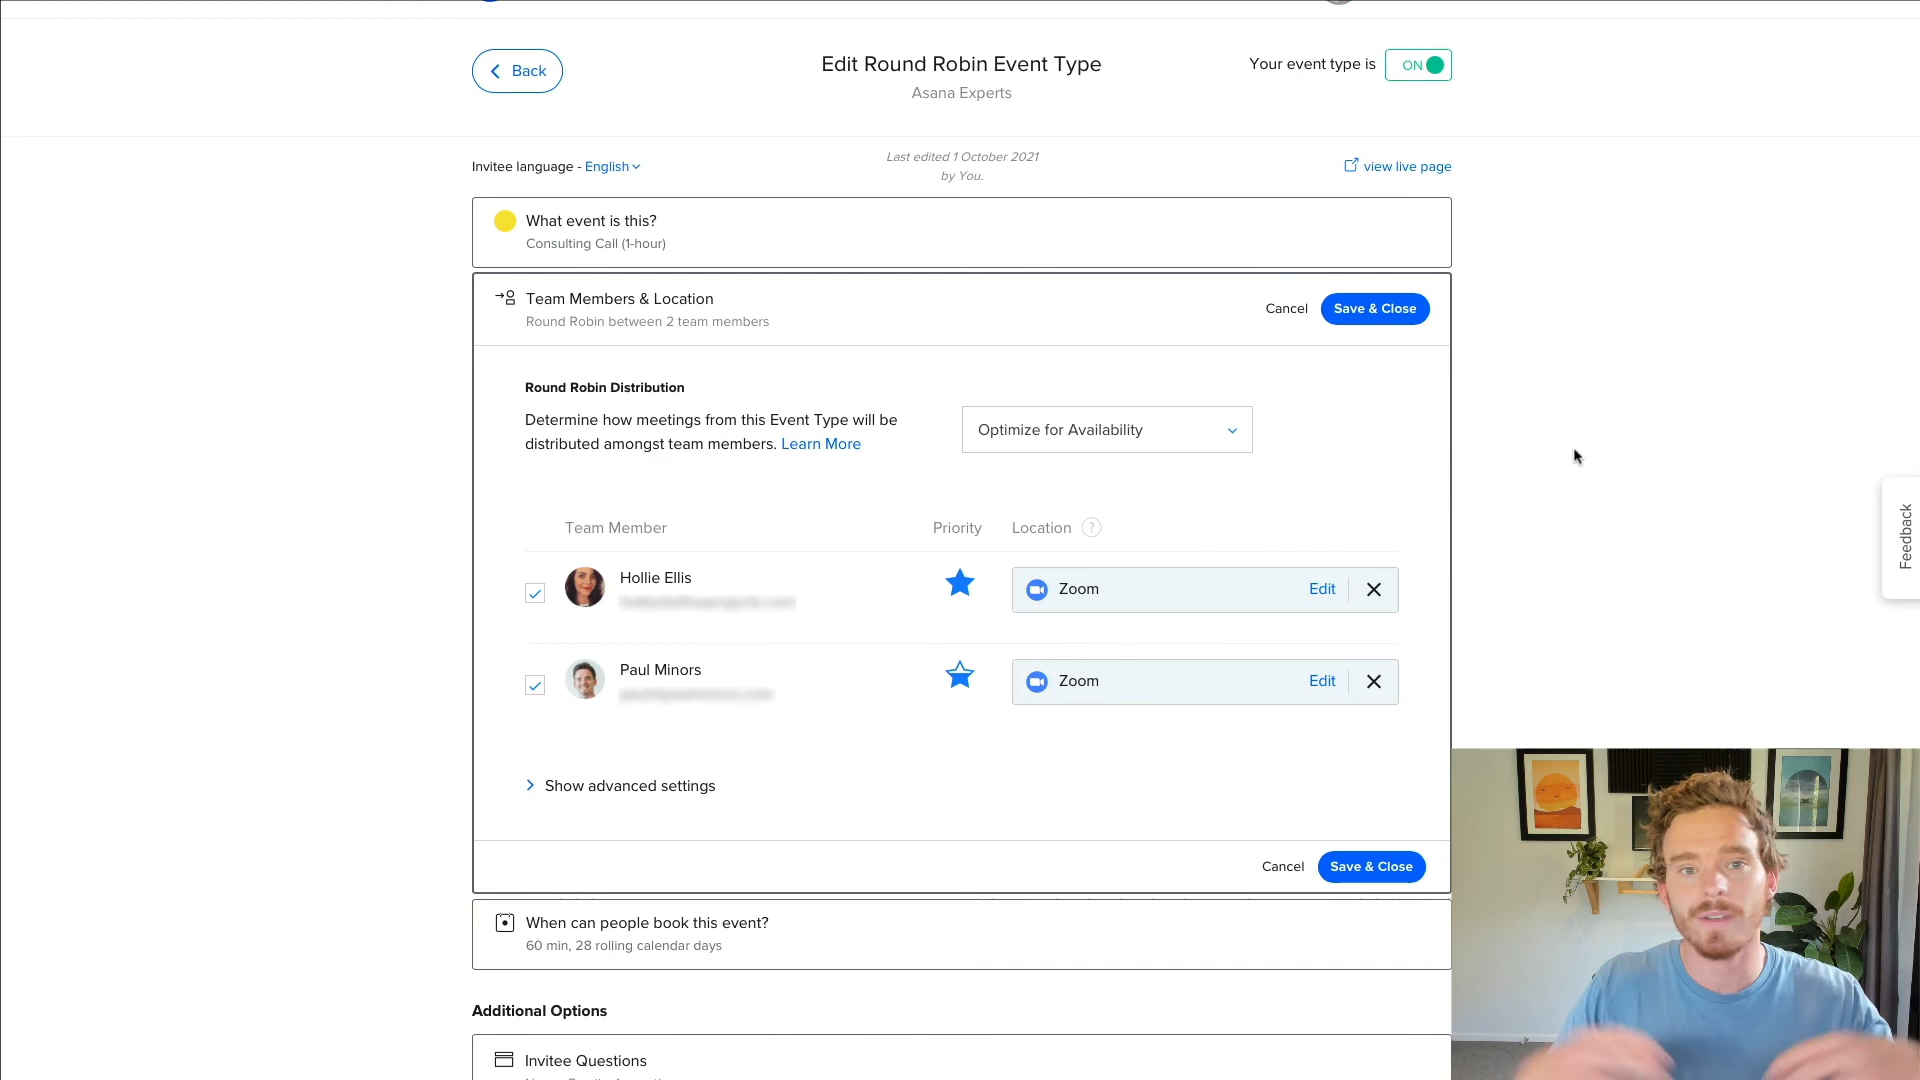 Back
Edit Round Robin Event Type
Asana Experts
Your event type is
ON
Invitee language - English
Last edited 1 October 2021
by You.
view live page
What event is this?
Consulting Call (1-hour)
Team Members & Location
Round Robin between 2 team members
Cancel
Save & Close
Round Robin Distribution
Determine how meetings from this Event Type will be
distributed amongst team members. Learn More
Optimize for Availability
Team Member
Priority
Location ?
Hollie Ellis
Zoom
Edit
Paul Minors
Zoom
Edit
Show advanced settings
Cancel
Save & Close
When can people book this event?
60 min, 28 rolling calendar days
Additional Options
Invitee Questions
Feedback